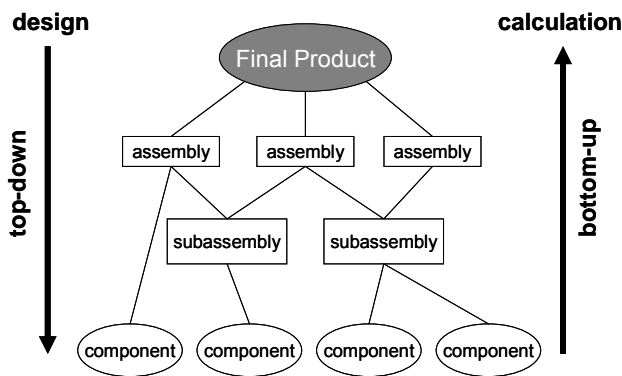 design
calculation
Final Product
top-down
bottom-up
assembly
assembly
assembly
subassembly
subassembly
component
component
component
component